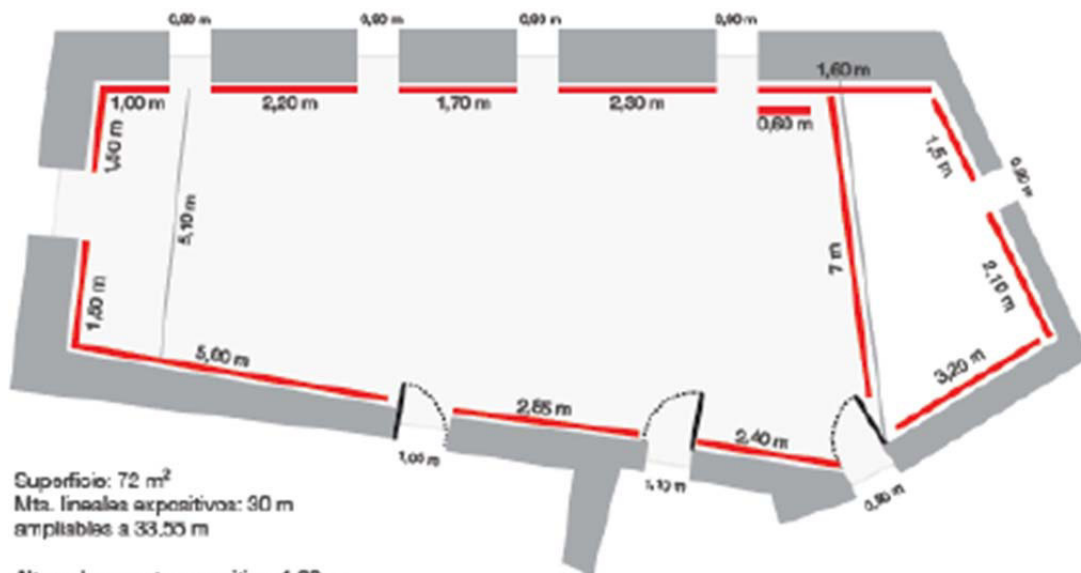 0,90 m
0,90 m
0,90 m
0,90 m
1,60 m
1,00 m
2,20 m
1,70 m
2,30 m
0,60 m
1,50 m
1,5 m
0,90 m
5,10 m
7 m
2,10 m
1,50 m
5,60 m
3,20 m
2,85 m
2,40 m
1,00 m
1,10 m
Superficie: 72 m²
Mts. lineales expositivos: 30 m
ampliables a 33.55 m